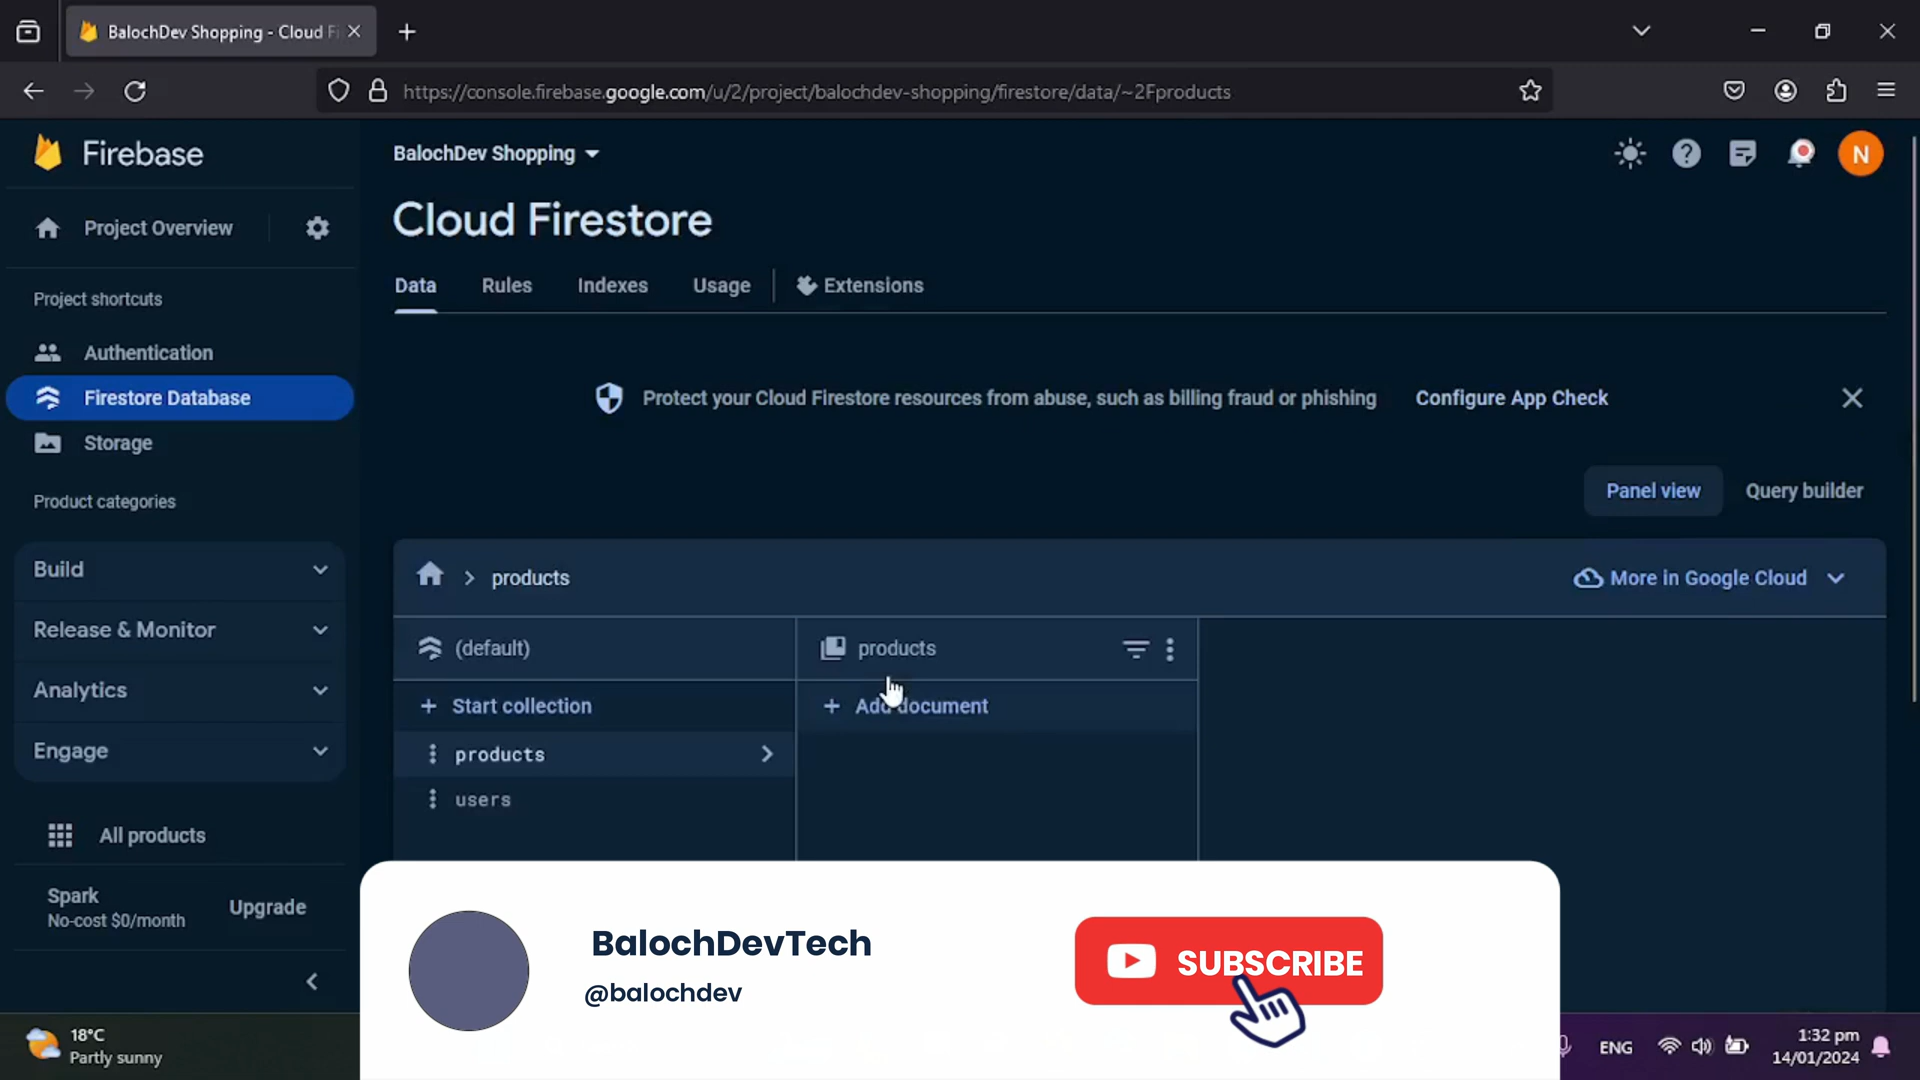 BalochDev Shopping - Cloud Fi
https://console.firebase.google.com/u/2/project/balochdev-shopping/firestore/data/~2Fproducts
Firebase
BalochDev Shopping
N
Project Overview
Cloud Firestore
Data Rules Indexes Usage Extensions
Project shortcuts
Authentication
Firestore Database
Storage
Protect your Cloud Firestore resources from abuse, such as billing fraud or phishing Configure App Check
Product categories
Panel view Query builder
Build
Release & Monitor
Analytics
Engage
products
More in Google Cloud
(default)
products
+ Start collection
+ Add document
products
users
All products
Spark
No-cost $0/month
Upgrade
BalochDevTech
@balochdev
SUBSCRIBE
18°C
Partly sunny
ENG
1:32 pm
14/01/2024